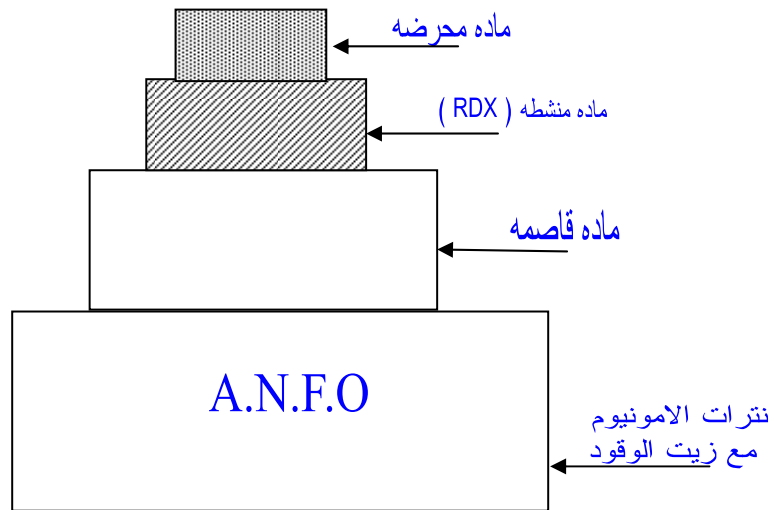 ماده محرضه
ماده منشطه ( RDX )
ماده قاصمه
A.N.F.O
نترات الامونيوم
مع زيت الوقود